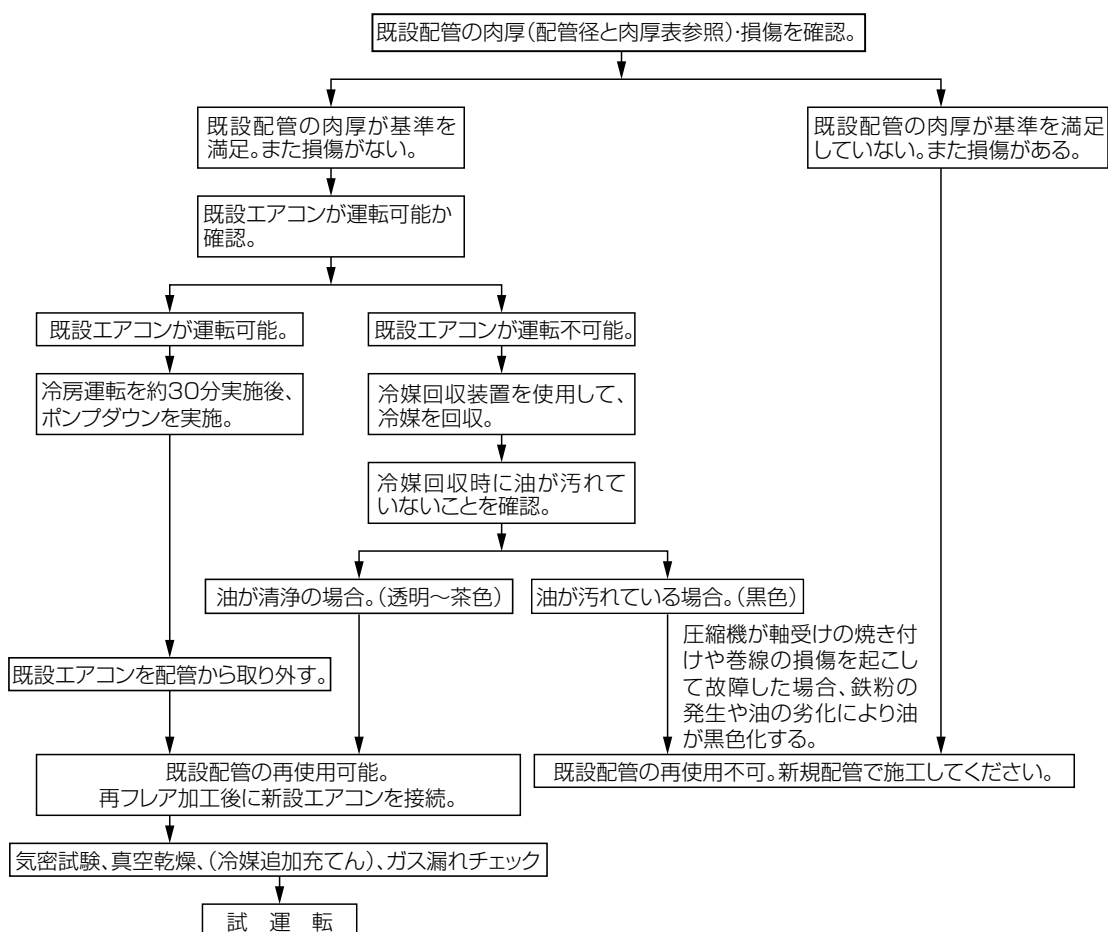 既設配管の肉厚(配管径と肉厚表参照)・損傷を確認。
既設配管の肉厚が基準を
満足。また損傷がない。
既設配管の肉厚が基準を満足
していない。また損傷がある。
既設エアコンが運転可能か
確認。
既設エアコンが運転可能。
既設エアコンが運転不可能。
冷房運転を約30分実施後、
ポンプダウンを実施。
冷媒回収装置を使用して、
冷媒を回収。
冷媒回収時に油が汚れて
いないことを確認。
油が清浄の場合。(透明〜茶色)
油が汚れている場合。(黒色)
圧縮機が軸受けの焼き付
けや巻線の損傷を起こし
て故障した場合、鉄粉の
発生や油の劣化により油
が黒色化する。
既設エアコンを配管から取り外す。
既設配管の再使用可能。
再フレア加工後に新設エアコンを接続。
既設配管の再使用不可。新規配管で施工してください。
気密試験、真空乾燥、(冷媒追加充てん)、ガス漏れチェック
試 運 転